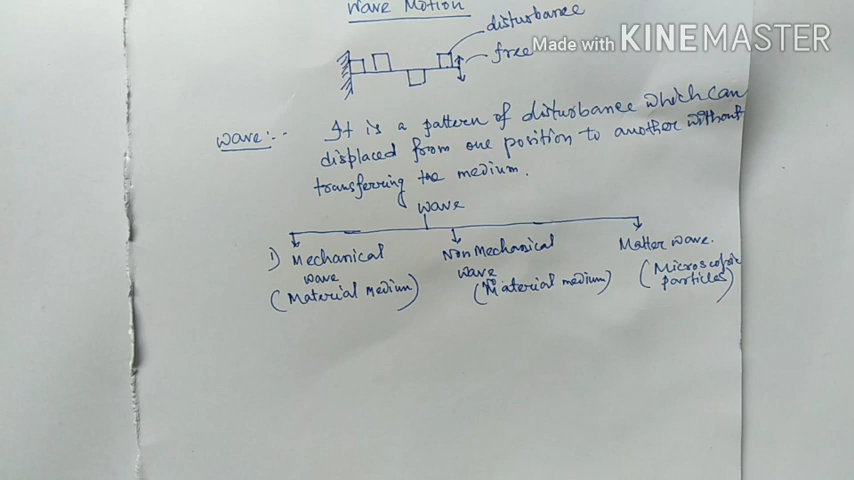 Wave Motion
disturbance
free
Made with KINEMASTER
Wave:-- It is a pattern of disturbance which can
displaced from one position to another without
transferring the medium.
wave
1) Mechanical wave (Material medium)
Non Mechanical wave (No Material medium)
Matter wave. (Microscopic particles)